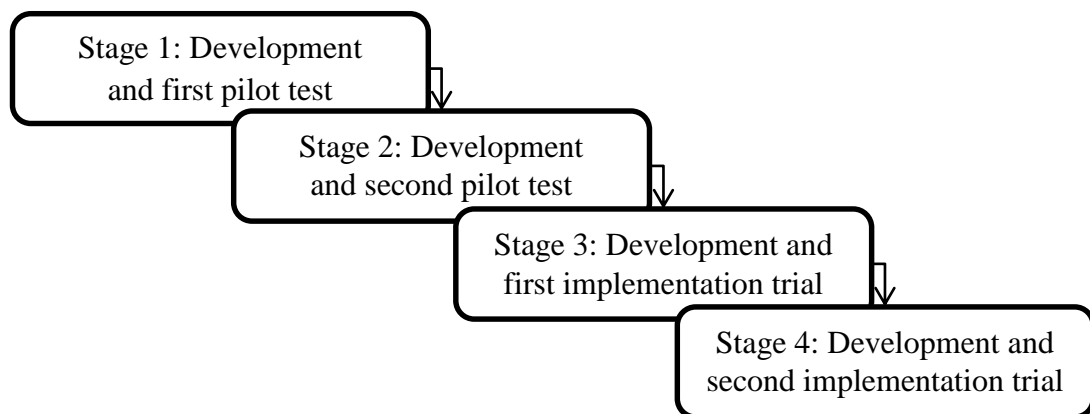 Stage 1: Development
and first pilot test
Stage 2: Development
and second pilot test
Stage 3: Development and
first implementation trial
Stage 4: Development and
second implementation trial